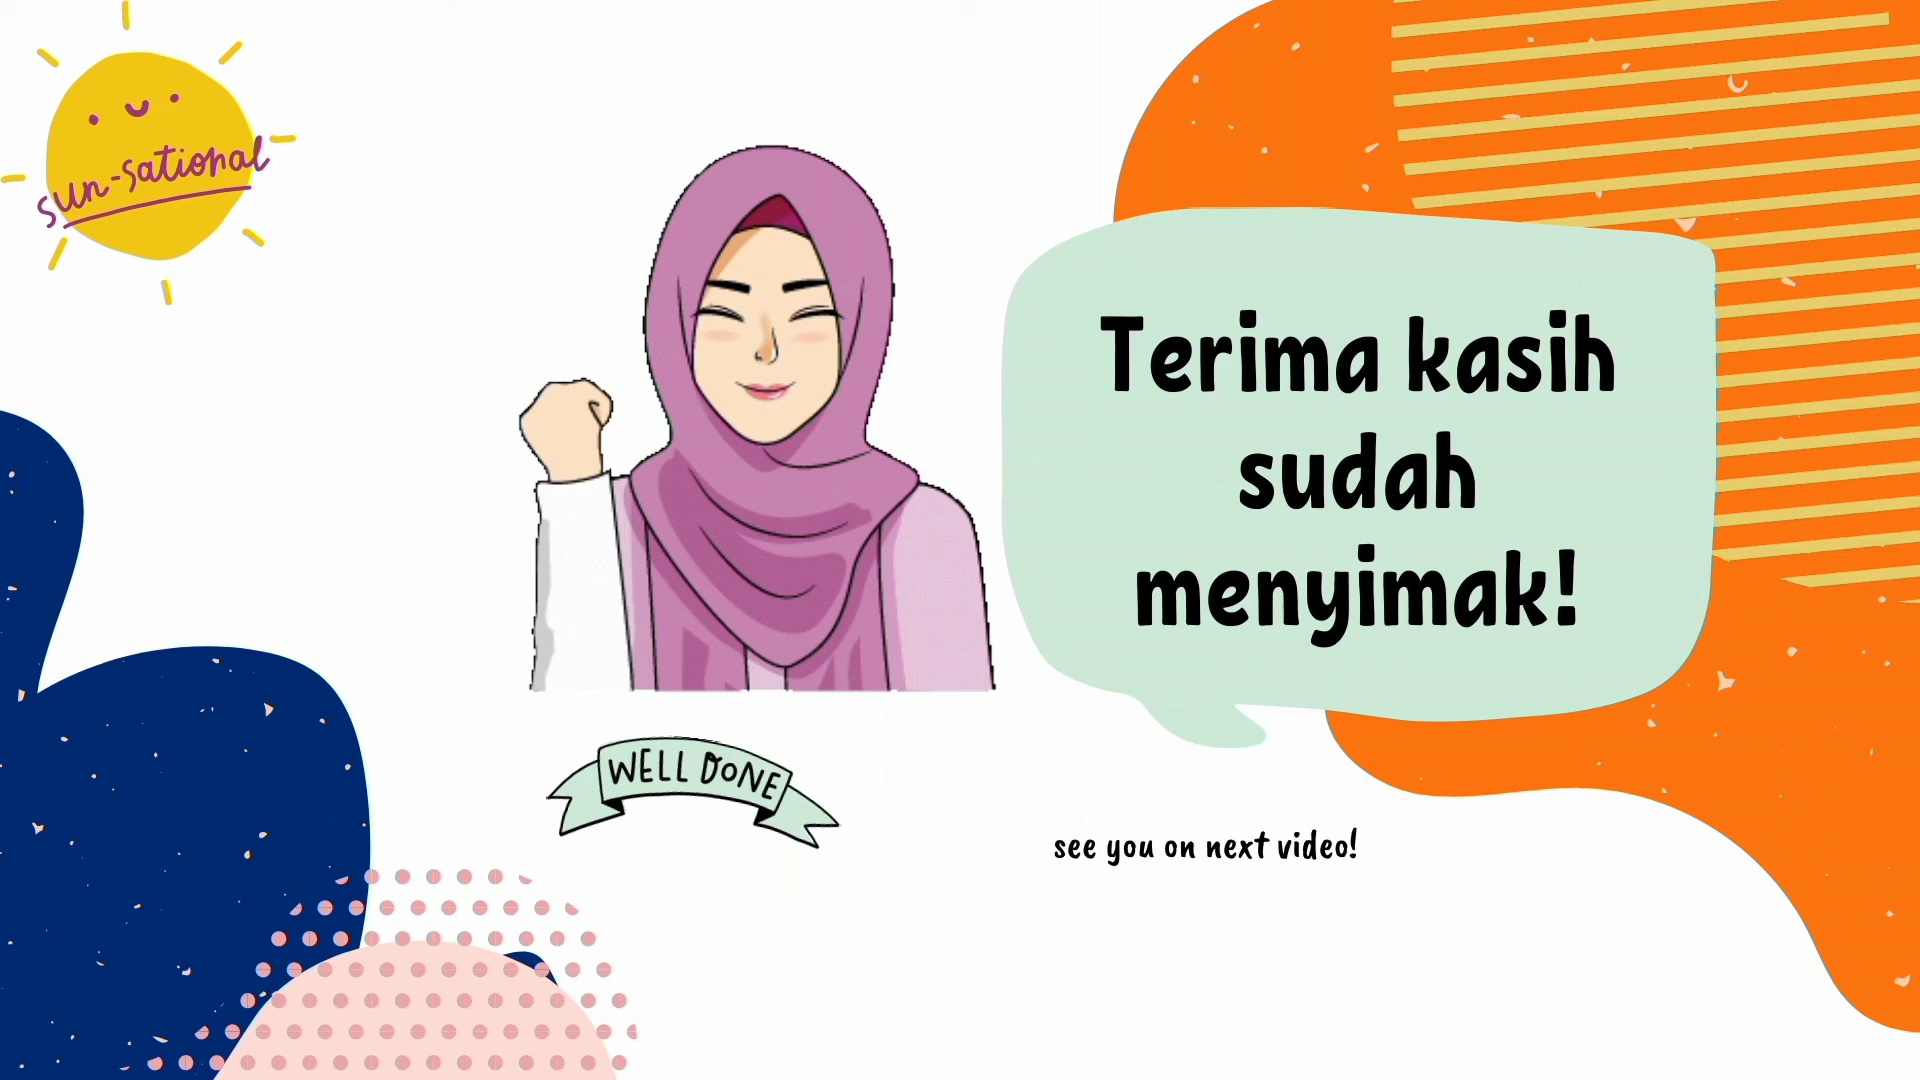 sun-sational
Terima kasih
sudah
menyimak!
WELL DONE
see you on next video!